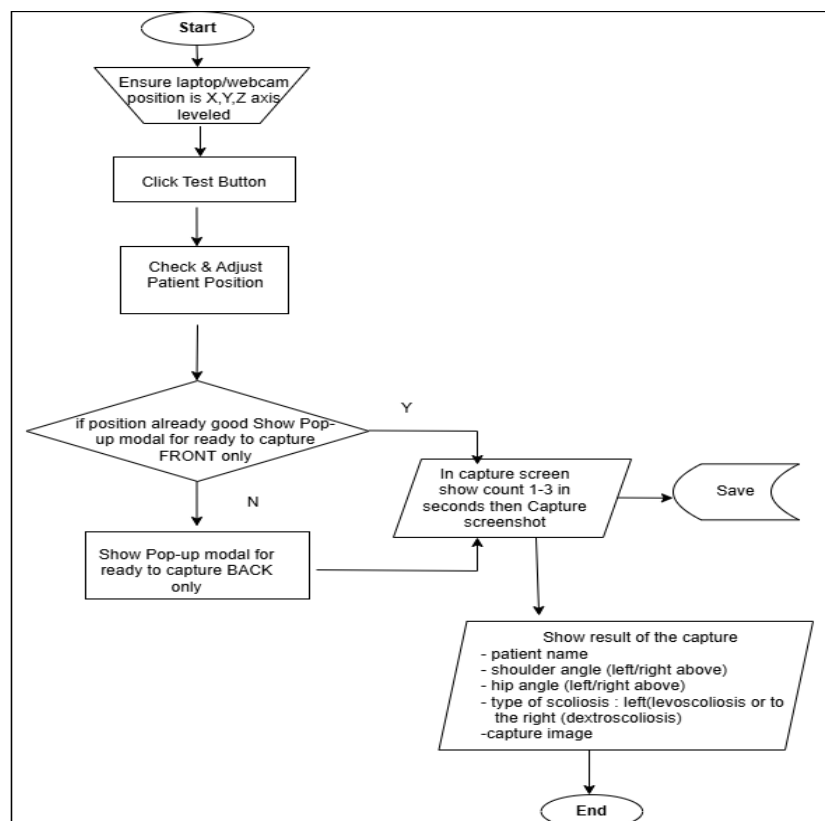 Start
Ensure laptop/webcam
position is X,Y,Z axis
leveled
Click Test Button
Check & Adjust
Patient Position
if position already good Show Pop-
up modal for ready to capture
FRONT only
Y
N
Show Pop-up modal for
ready to capture BACK
only
In capture screen
show count 1-3 in
seconds then Capture
screenshot
Save
Show result of the capture
- patient name
- shoulder angle (left/right above)
- hip angle (left/right above)
- type of scoliosis : left(levoscoliosis or to
the right (dextroscoliosis)
-capture image
End